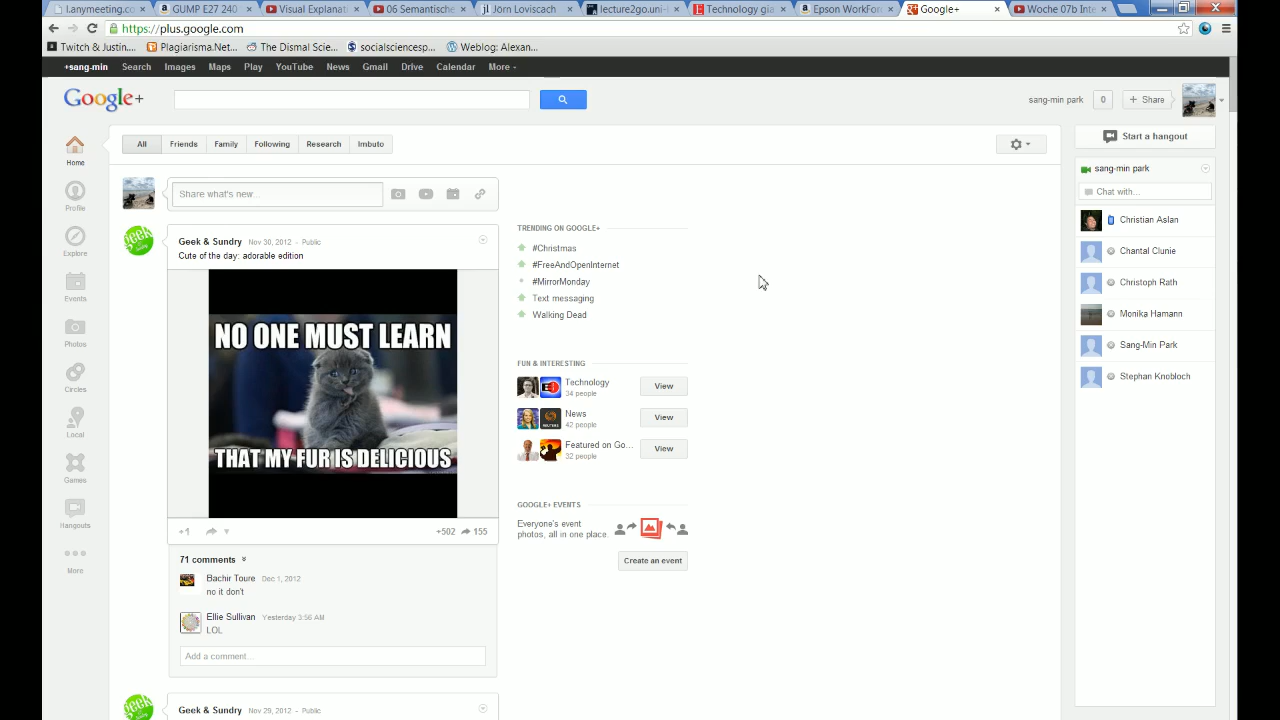 l.anymeeting.co
GUMP E27 240
Visual Explanat
06 Semantische
Jörn Loviscach
lecture2go.uni-
Technology gia
Epson WorkFor
Google+
Woche 07b Inte
https://plus.google.com
Twitch & Justin...
Plagiarisma.Net...
The Dismal Scie...
socialsciencesp...
Weblog: Alexan...
+sang-min Search Images Maps Play YouTube News Gmail Drive Calendar More
Google+
sang-min park 0 + Share
Home
Profile
Explore
Events
Photos
Circles
Local
Games
Hangouts
More
All Friends Family Following Research Imbuto
Share what's new...
Geek & Sundry Nov 30, 2012 - Public
Cute of the day: adorable edition
NO ONE MUST LEARN
THAT MY FUR IS DELICIOUS
+1
+502 155
71 comments
Bachir Toure Dec 1, 2012
no it don't
Ellie Sullivan Yesterday 3:56 AM
LOL
Add a comment...
geek
Geek & Sundry Nov 29, 2012 - Public
TRENDING ON GOOGLE+
#Christmas
#FreeAndOpenInternet
#MirrorMonday
Text messaging
Walking Dead
FUN & INTERESTING
Technology
34 people
View
News
42 people
View
Featured on Go...
32 people
View
GOOGLE+ EVENTS
Everyone's event
photos, all in one place.
Create an event
Start a hangout
sang-min park
Chat with...
Christian Aslan
Chantal Clunie
Christoph Rath
Monika Hamann
Sang-Min Park
Stephan Knobloch